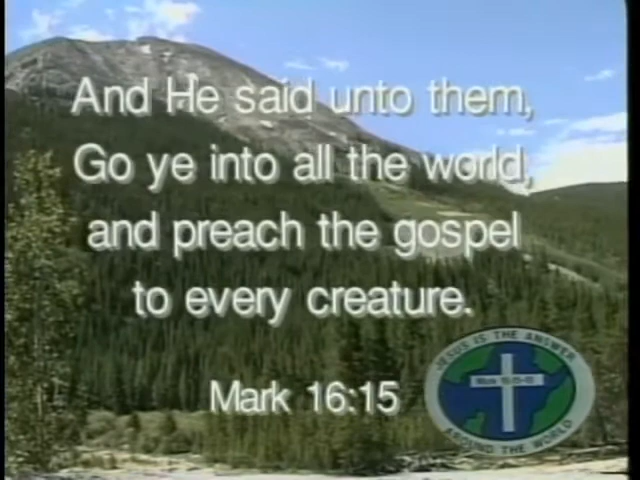 And He said unto them,
Go ye into all the world,
and preach the gospel
to every creature.
Mark 16:15
JESUS IS THE ANSWER
AROUND THE WORLD